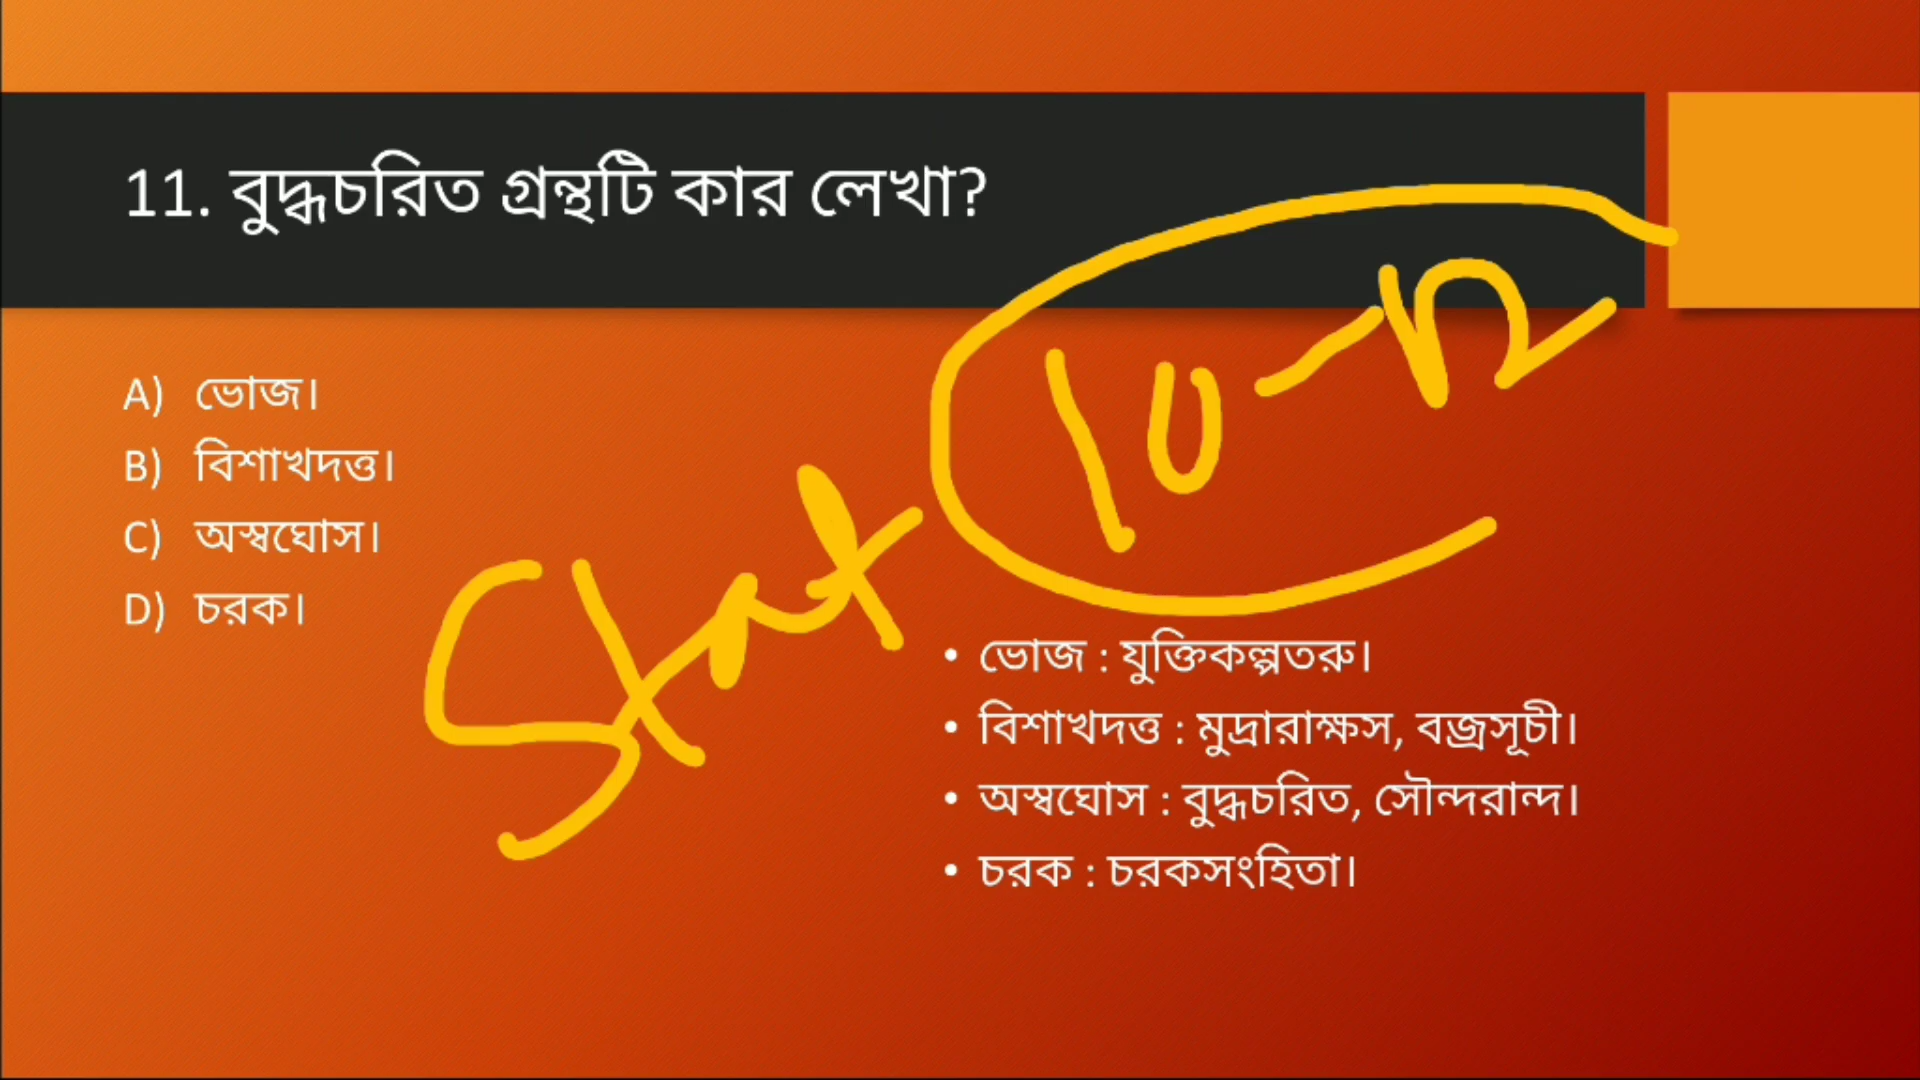 11. বুদ্ধচরিত গ্রন্থটি কার লেখা?
A) ভোজ।
B) বিশাখদত্ত।
C) অস্বঘোস।
D) চরক।
Stat 10-12
• ভোজ : যুক্তিকল্পতরু।
• বিশাখদত্ত : মুদ্রারাক্ষস, বজ্রসূচী।
• অস্বঘোস : বুদ্ধচরিত, সৌন্দরান্দ।
• চরক : চরকসংহিতা।